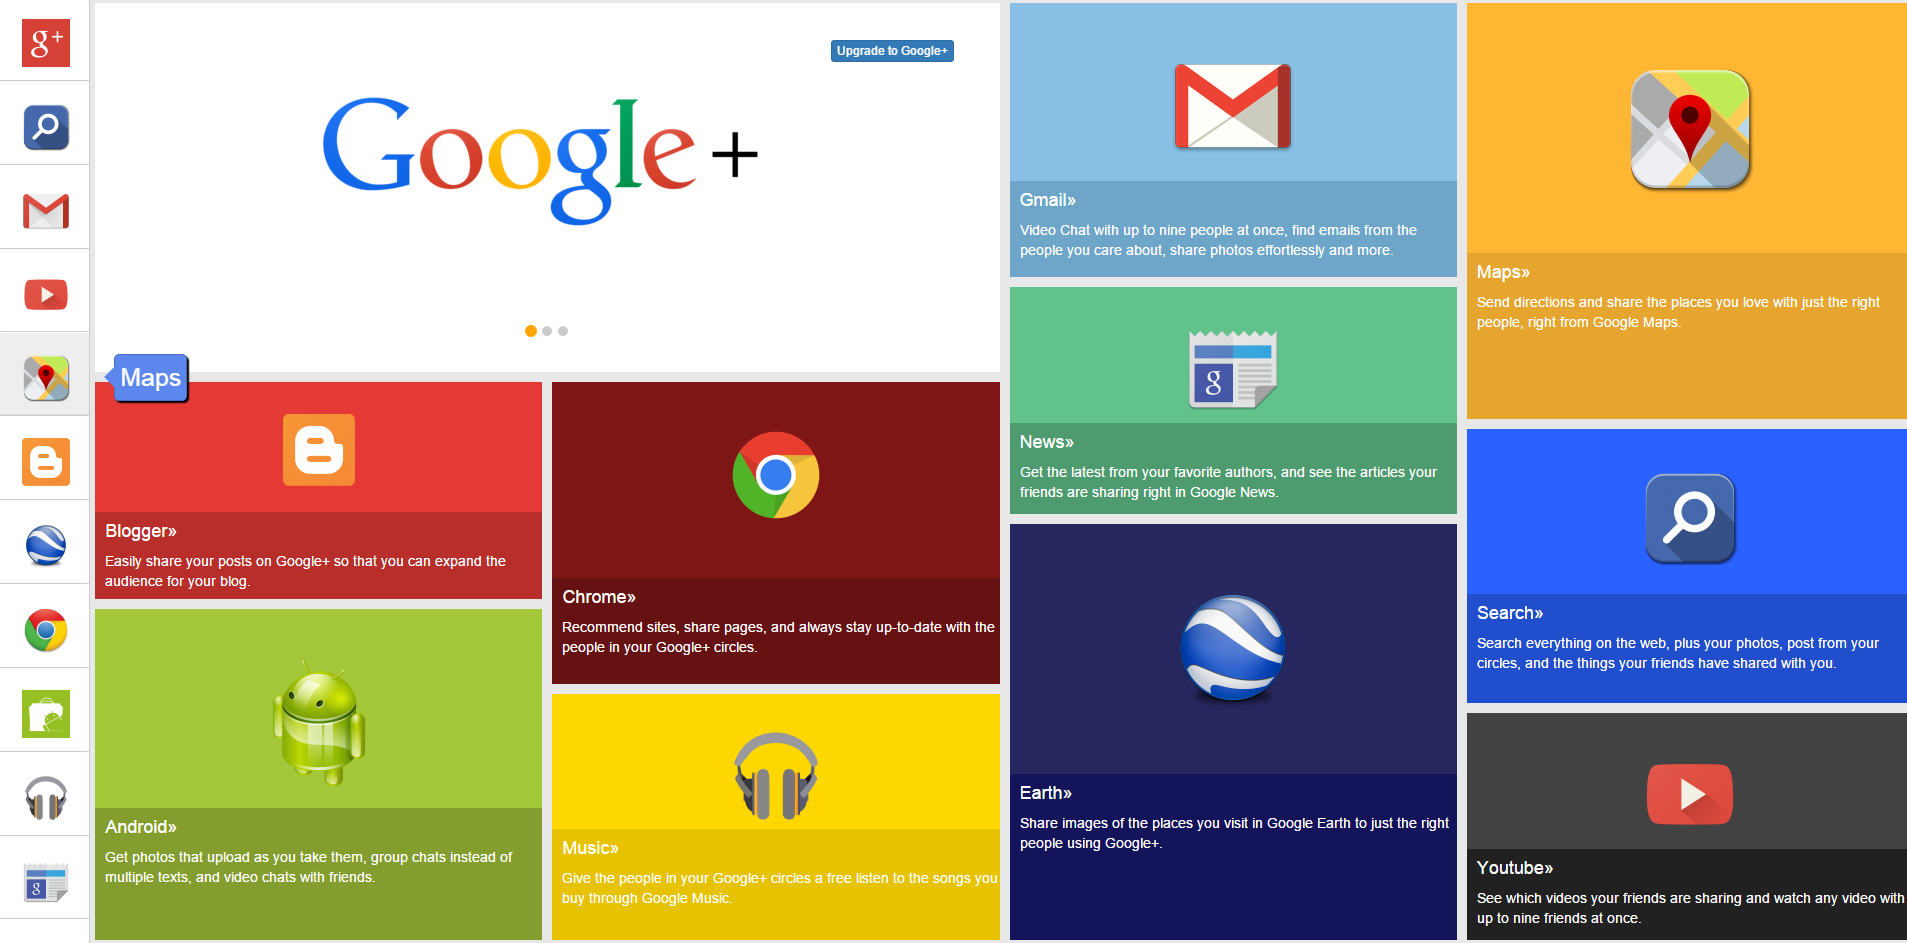 g+
Upgrade to Google+
Google +
Maps
Blogger»
Easily share your posts on Google+ so that you can expand the
audience for your blog.
Android»
Get photos that upload as you take them, group chats instead of
multiple texts, and video chats with friends.
Chrome»
Recommend sites, share pages, and always stay up-to-date with the
people in your Google+ circles.
Music»
Give the people in your Google+ circles a free listen to the songs you
buy through Google Music.
Gmail»
Video Chat with up to nine people at once, find emails from the
people you care about, share photos effortlessly and more.
g
News»
Get the latest from your favorite authors, and see the articles your
friends are sharing right in Google News.
Earth»
Share images of the places you visit in Google Earth to just the right
people using Google+.
Maps»
Send directions and share the places you love with just the right
people, right from Google Maps.
Search»
Search everything on the web, plus your photos, post from your
circles, and the things your friends have shared with you.
Youtube»
See which videos your friends are sharing and watch any video with
up to nine friends at once.
g